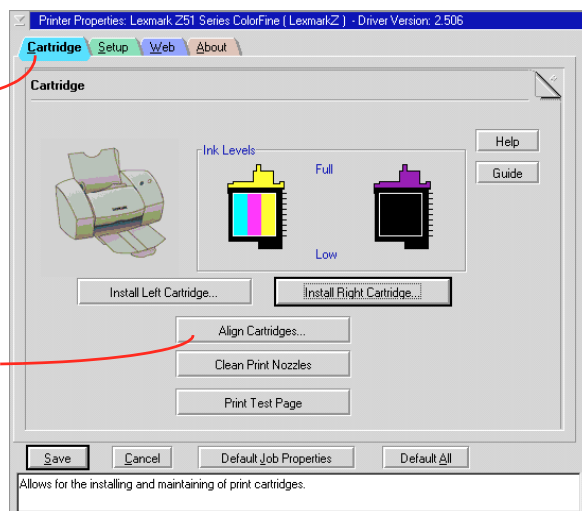 Printer Properties: Lexmark Z51 Series ColorFine ( LexmarkZ ) - Driver Version: 2.506
Cartridge Setup Web About
Cartridge
Ink Levels
Full
Low
Help
Guide
Install Left Cartridge... Install Right Cartridge...
Align Cartridges...
Clean Print Nozzles
Print Test Page
Save Cancel Default Job Properties Default All
Allows for the installing and maintaining of print cartridges.